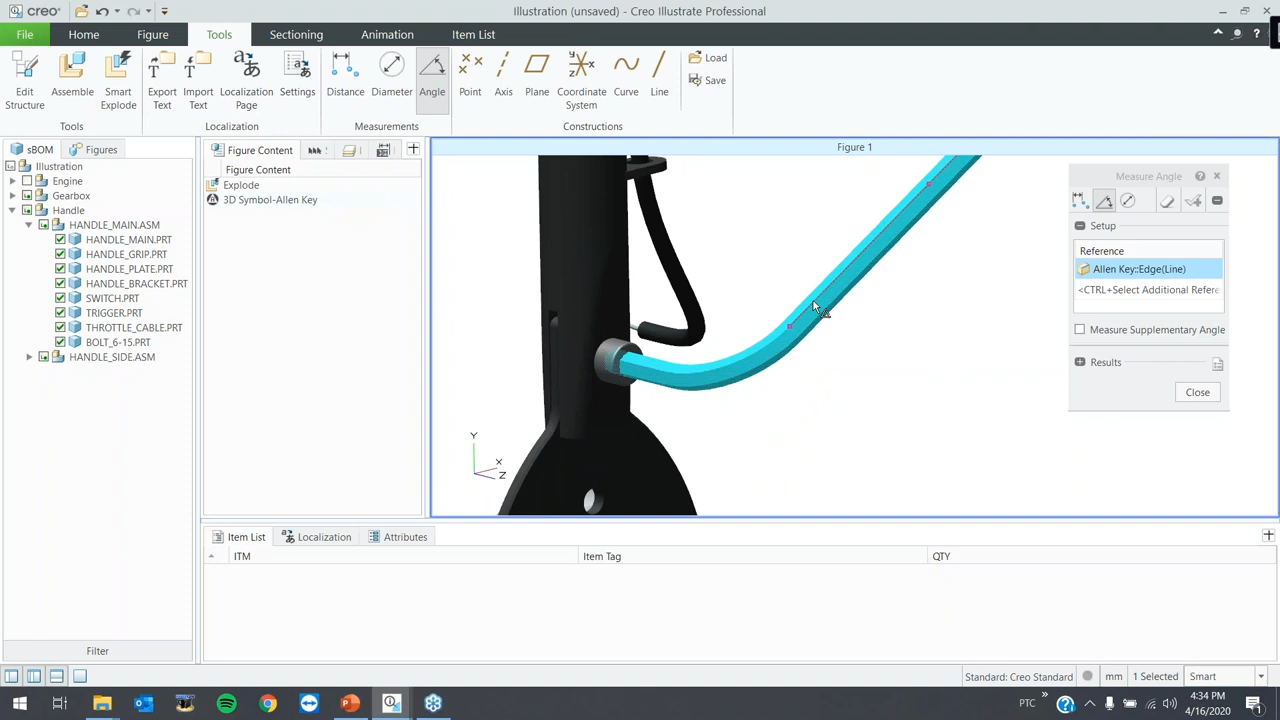 creo
Illustration (unsaved) - Creo Illustrate Professional
File
Home
Figure
Tools
Sectioning
Animation
Item List
Edit Structure
Assemble
Smart Explode
Export Text
Import Text
Localization Page
Settings
Distance
Diameter
Angle
Point
Axis
Plane
Coordinate System
Curve
Line
Load
Save
Tools
Localization
Measurements
Constructions
sBOM
Figures
Illustration
Engine
Gearbox
Handle
HANDLE_MAIN.ASM
HANDLE_MAIN.PRT
HANDLE_GRIP.PRT
HANDLE_PLATE.PRT
HANDLE_BRACKET.PRT
SWITCH.PRT
TRIGGER.PRT
THROTTLE_CABLE.PRT
BOLT_6-15.PRT
HANDLE_SIDE.ASM
Filter
Figure Content
Figure Content
Explode
3D Symbol-Allen Key
Figure 1
Y
X
Z
Measure Angle
Setup
Reference
Allen Key::Edge(Line)
<CTRL+Select Additional Refere
Measure Supplementary Angle
Results
Close
Item List
Localization
Attributes
ITM
Item Tag
QTY
Standard: Creo Standard
mm
1 Selected
Smart
PTC
4:34 PM
4/16/2020